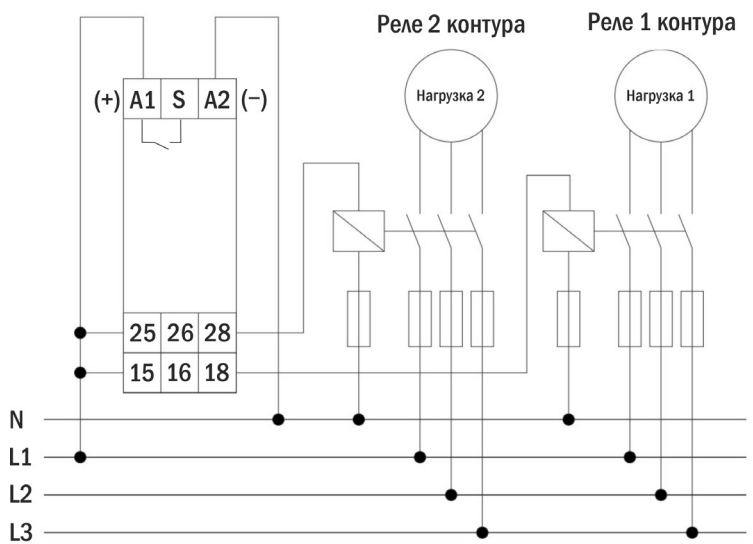 Реле 2 контура
Реле 1 контура
(+) A1 S A2 (–)
Нагрузка 2
Нагрузка 1
25 26 28
15 16 18
N
L1
L2
L3